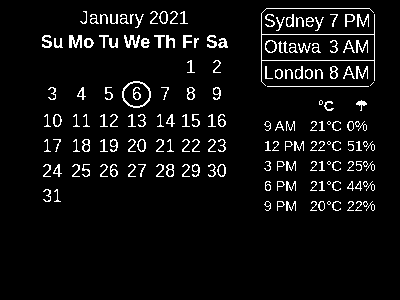 January 2021
Su Mo Tu We Th Fr Sa
1 2
3 4 5 6 7 8 9
10 11 12 13 14 15 16
17 18 19 20 21 22 23
24 25 26 27 28 29 30
31
Sydney 7 PM
Ottawa 3 AM
London 8 AM
°C
9 AM 21°C 0%
12 PM 22°C 51%
3 PM 21°C 25%
6 PM 21°C 44%
9 PM 20°C 22%